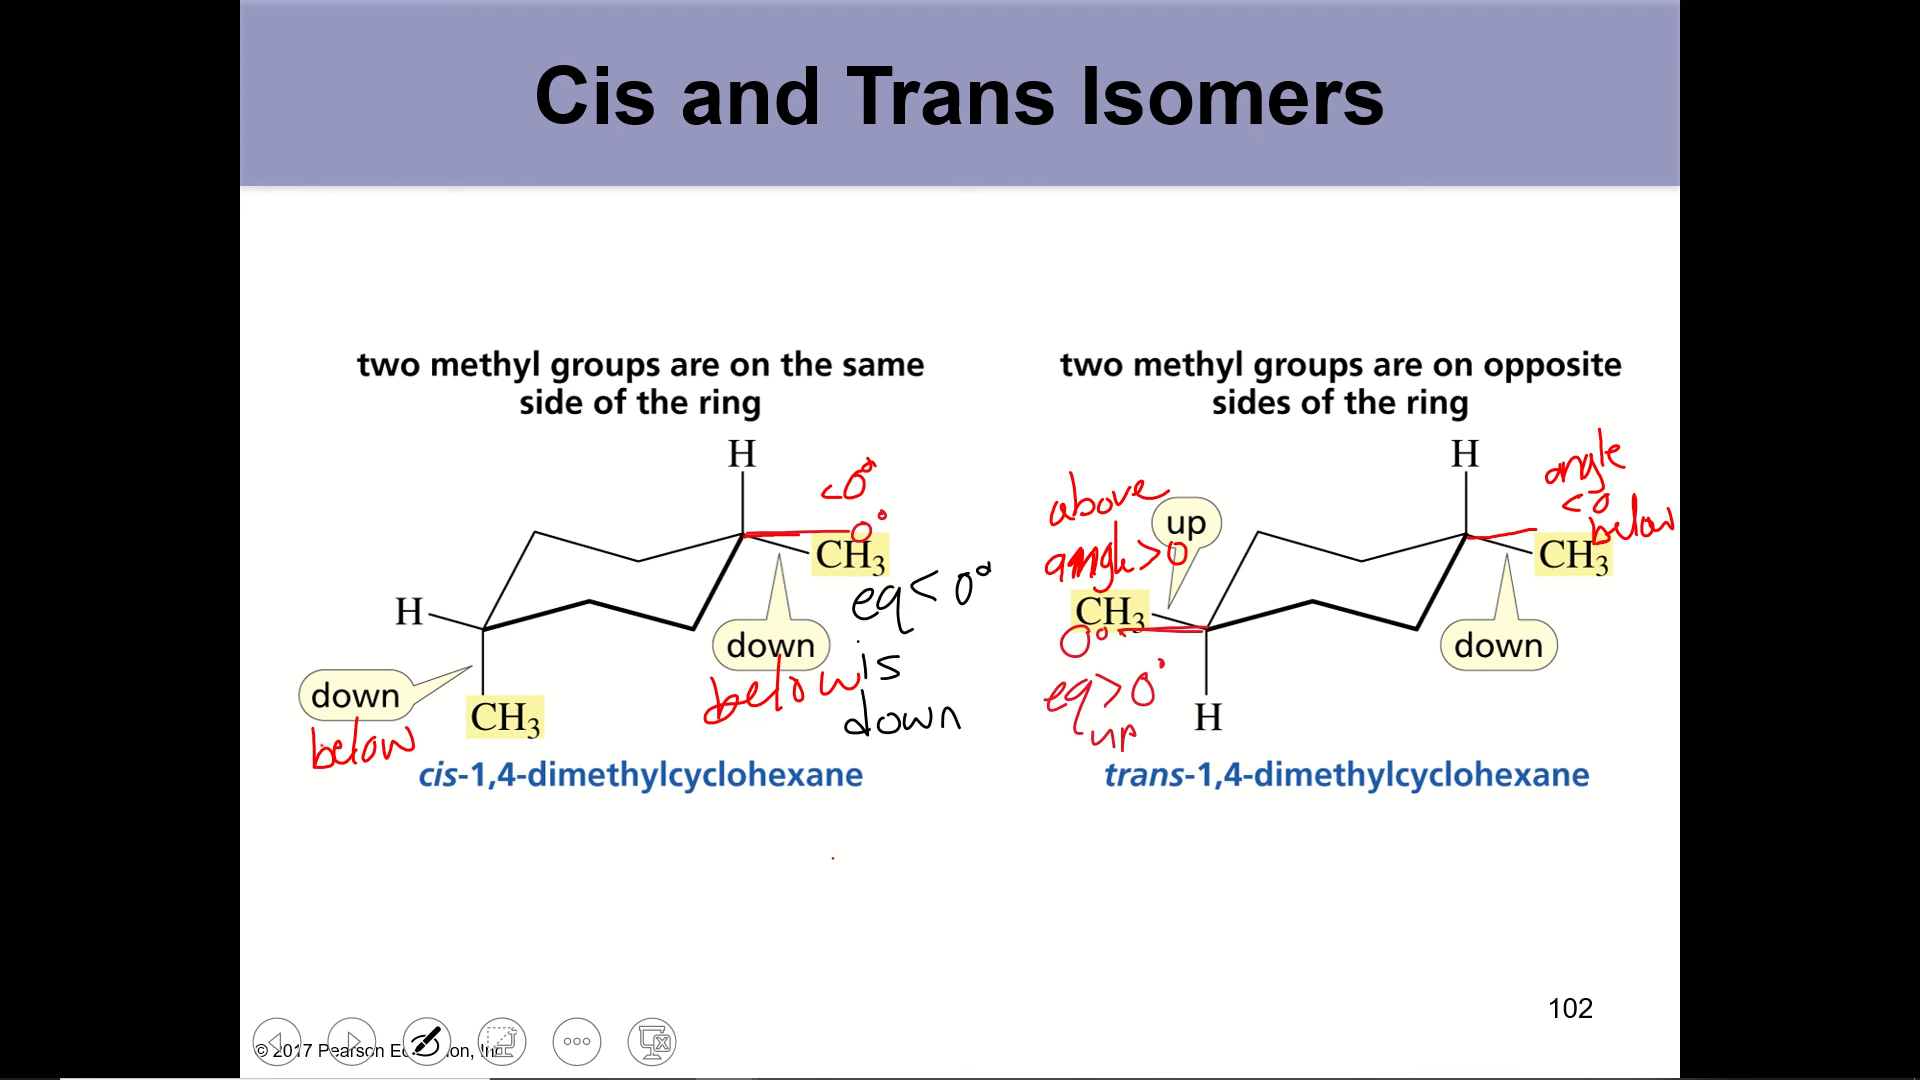 Cis and Trans Isomers
two methyl groups are on the same
side of the ring
H
<0°
0°
CH₃
eq < 0°
is
down
H
down
below
down
below
CH₃
cis-1,4-dimethylcyclohexane
two methyl groups are on opposite
sides of the ring
H
angle
<0
below
CH₃
above
up
angle>0
CH₃
0°
eq>0°
up
down
H
trans-1,4-dimethylcyclohexane
102
© 2017 Pearson Education, Inc.